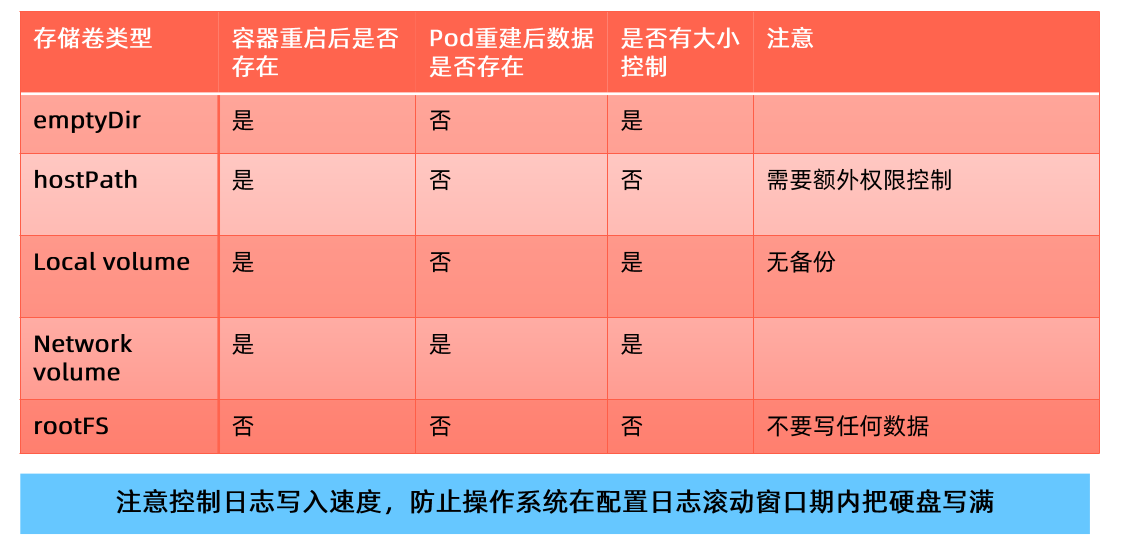 存储卷类型 容器重启后是否存在 Pod重建后数据是否存在 是否有大小控制 注意
emptyDir 是 否 是
hostPath 是 否 否 需要额外权限控制
Local volume 是 否 是 无备份
Network volume 是 是 是
rootFS 否 否 否 不要写任何数据
注意控制日志写入速度，防止操作系统在配置日志滚动窗口期内把硬盘写满